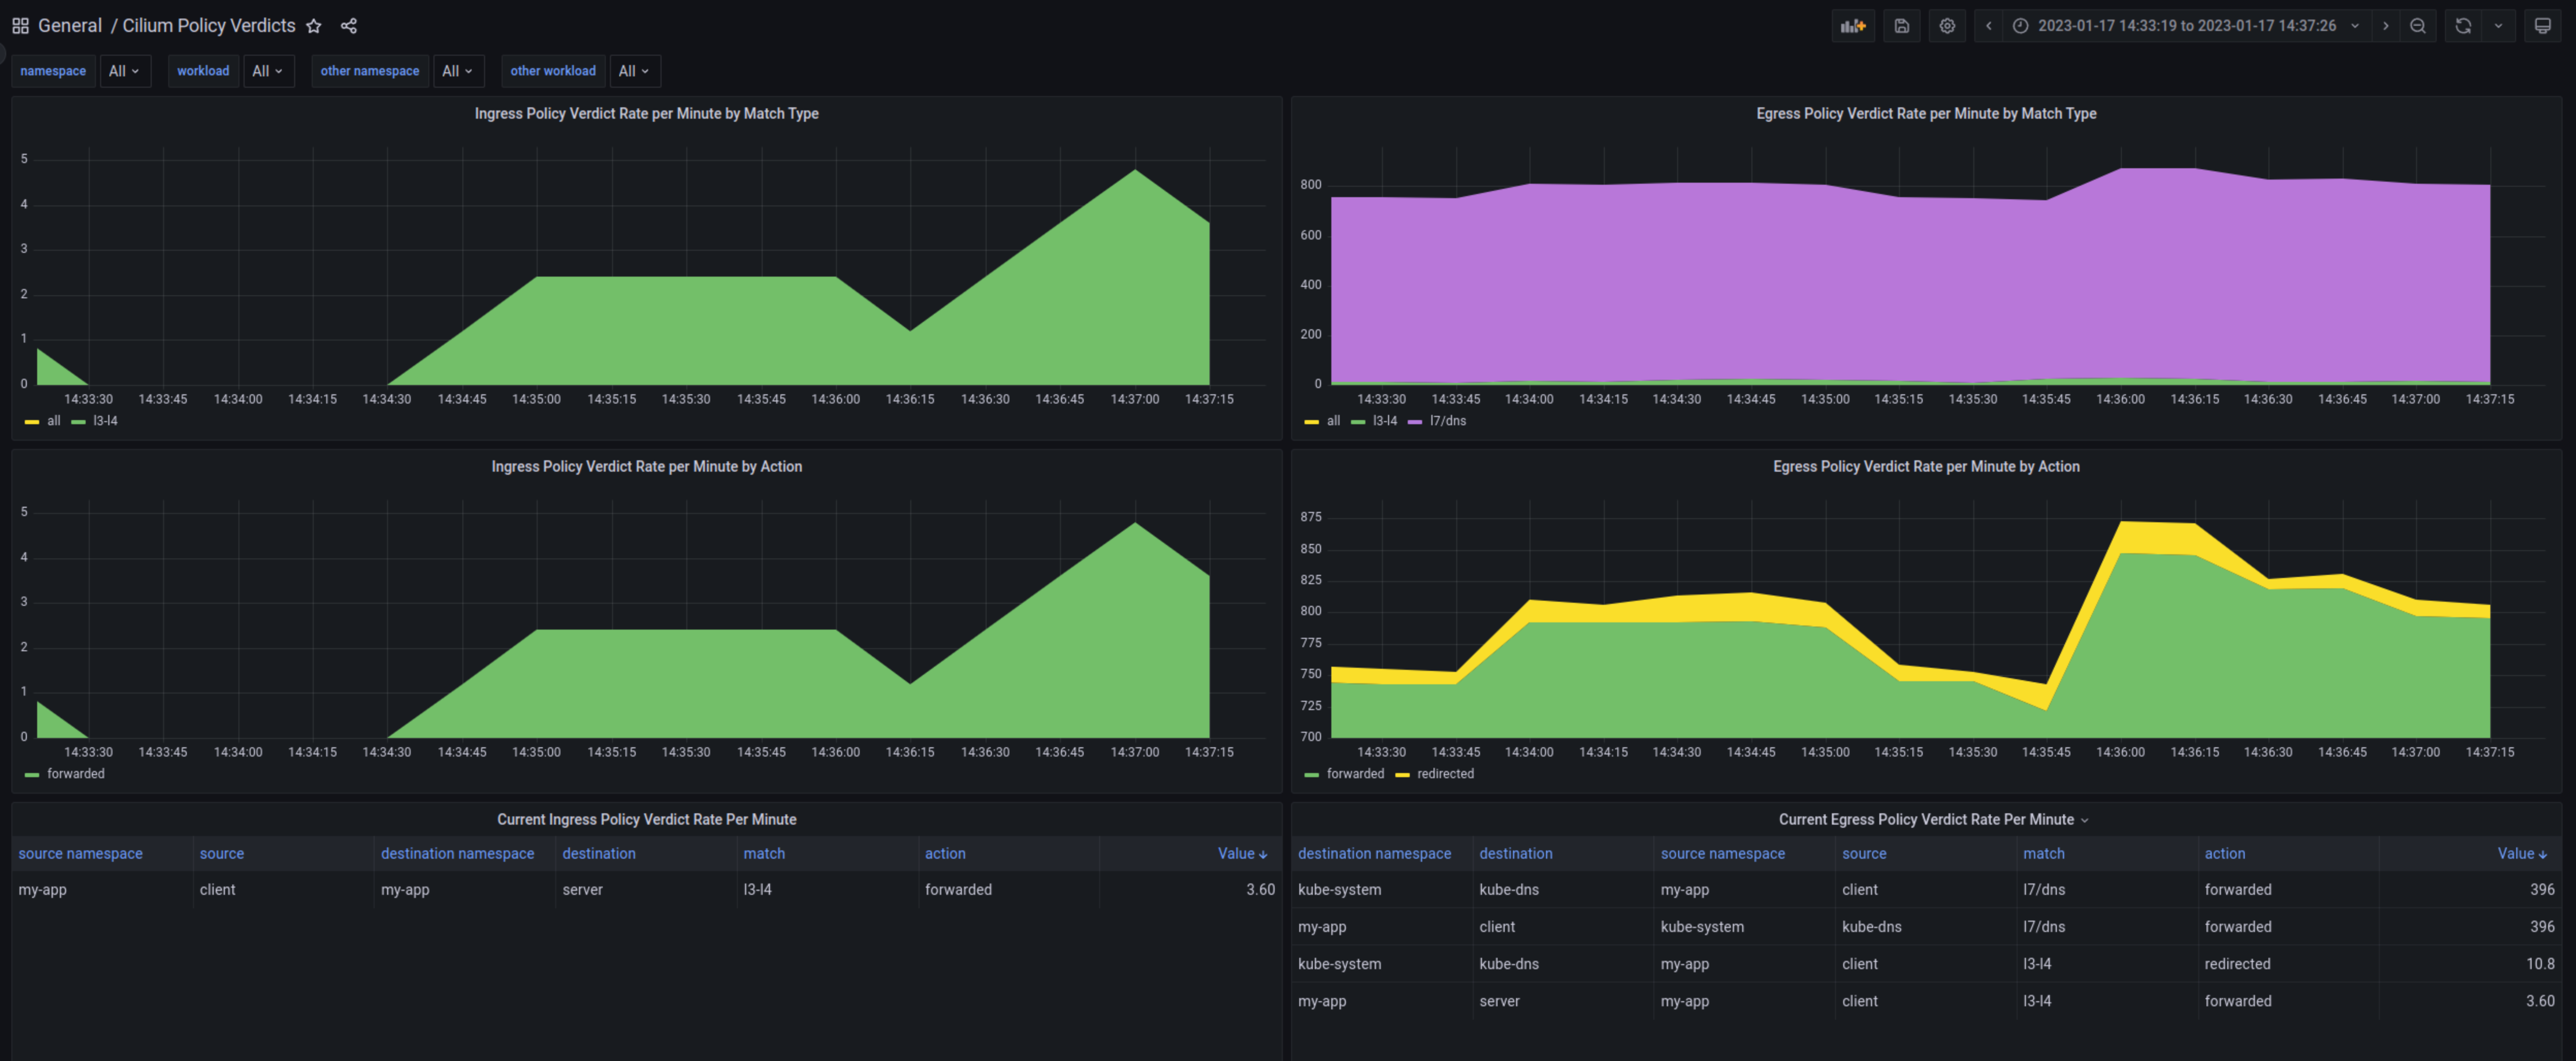 General / Cilium Policy Verdicts
2023-01-17 14:33:19 to 2023-01-17 14:37:26
namespace All workload All other namespace All other workload All
Ingress Policy Verdict Rate per Minute by Match Type
5
4
3
2
1
0
14:33:30 14:33:45 14:34:00 14:34:15 14:34:30 14:34:45 14:35:00 14:35:15 14:35:30 14:35:45 14:36:00 14:36:15 14:36:30 14:36:45 14:37:00 14:37:15
all l3-l4
Egress Policy Verdict Rate per Minute by Match Type
800
600
400
200
0
14:33:30 14:33:45 14:34:00 14:34:15 14:34:30 14:34:45 14:35:00 14:35:15 14:35:30 14:35:45 14:36:00 14:36:15 14:36:30 14:36:45 14:37:00 14:37:15
all l3-l4 l7/dns
Ingress Policy Verdict Rate per Minute by Action
5
4
3
2
1
0
14:33:30 14:33:45 14:34:00 14:34:15 14:34:30 14:34:45 14:35:00 14:35:15 14:35:30 14:35:45 14:36:00 14:36:15 14:36:30 14:36:45 14:37:00 14:37:15
forwarded
Egress Policy Verdict Rate per Minute by Action
875
850
825
800
775
750
725
700
14:33:30 14:33:45 14:34:00 14:34:15 14:34:30 14:34:45 14:35:00 14:35:15 14:35:30 14:35:45 14:36:00 14:36:15 14:36:30 14:36:45 14:37:00 14:37:15
forwarded redirected
Current Ingress Policy Verdict Rate Per Minute
source namespace source destination namespace destination match action Value
my-app client my-app server l3-l4 forwarded 3.60
Current Egress Policy Verdict Rate Per Minute
destination namespace destination source namespace source match action Value
kube-system kube-dns my-app client l7/dns forwarded 396
my-app client kube-system kube-dns l7/dns forwarded 396
kube-system kube-dns my-app client l3-l4 redirected 10.8
my-app server my-app client l3-l4 forwarded 3.60